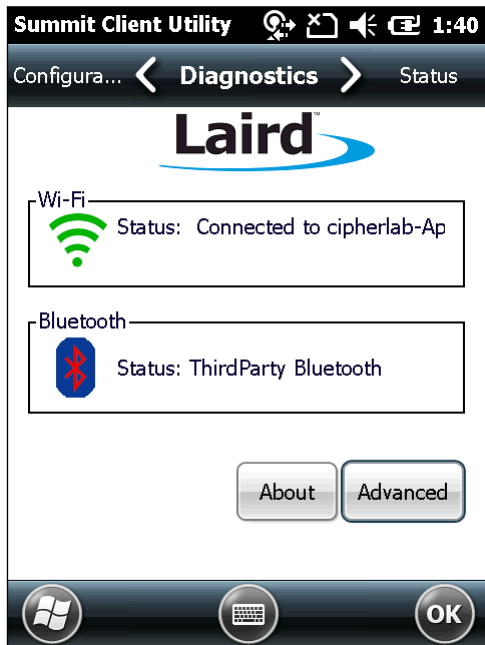 Summit Client Utility 1:40
Configura... Diagnostics Status
Laird™
Wi-Fi
Status: Connected to cipherlab-Ap
Bluetooth
Status: ThirdParty Bluetooth
About Advanced
OK